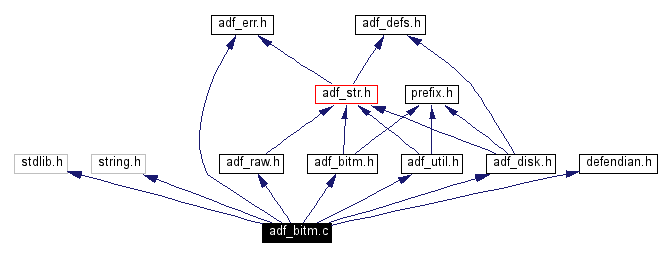 adf_err.h adf_defs.h
adf_str.h prefix.h
stdlib.h string.h adf_raw.h adf_bitm.h adf_util.h adf_disk.h defendian.h
adf_bitm.c